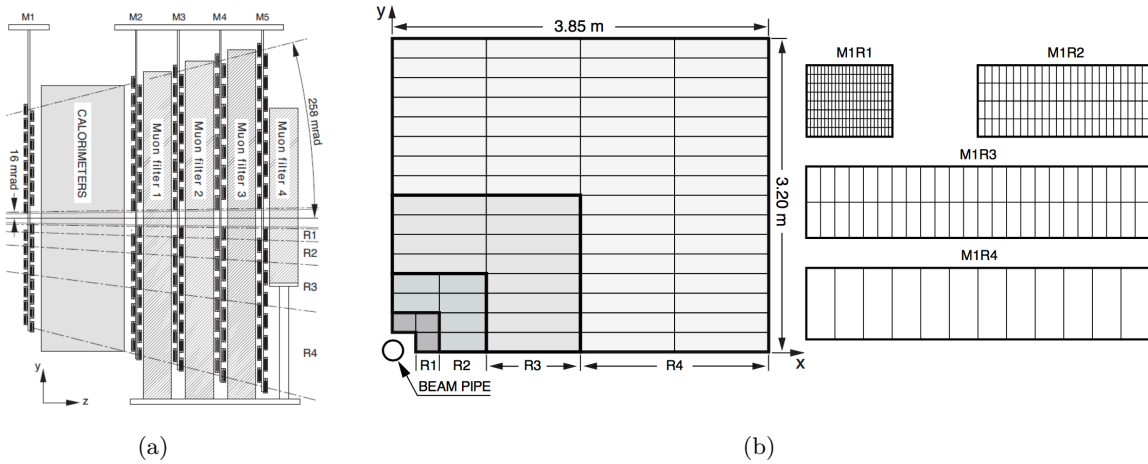 M1
M2
M3
M4
M5
16 mrad
CALORIMETERS
Muon filter 1
Muon filter 2
Muon filter 3
Muon filter 4
258 mrad
R1
R2
R3
R4
y
z
(a)
y
3.85 m
3.20 m
x
R1
R2
R3
R4
BEAM PIPE
M1R1
M1R2
M1R3
M1R4
(b)